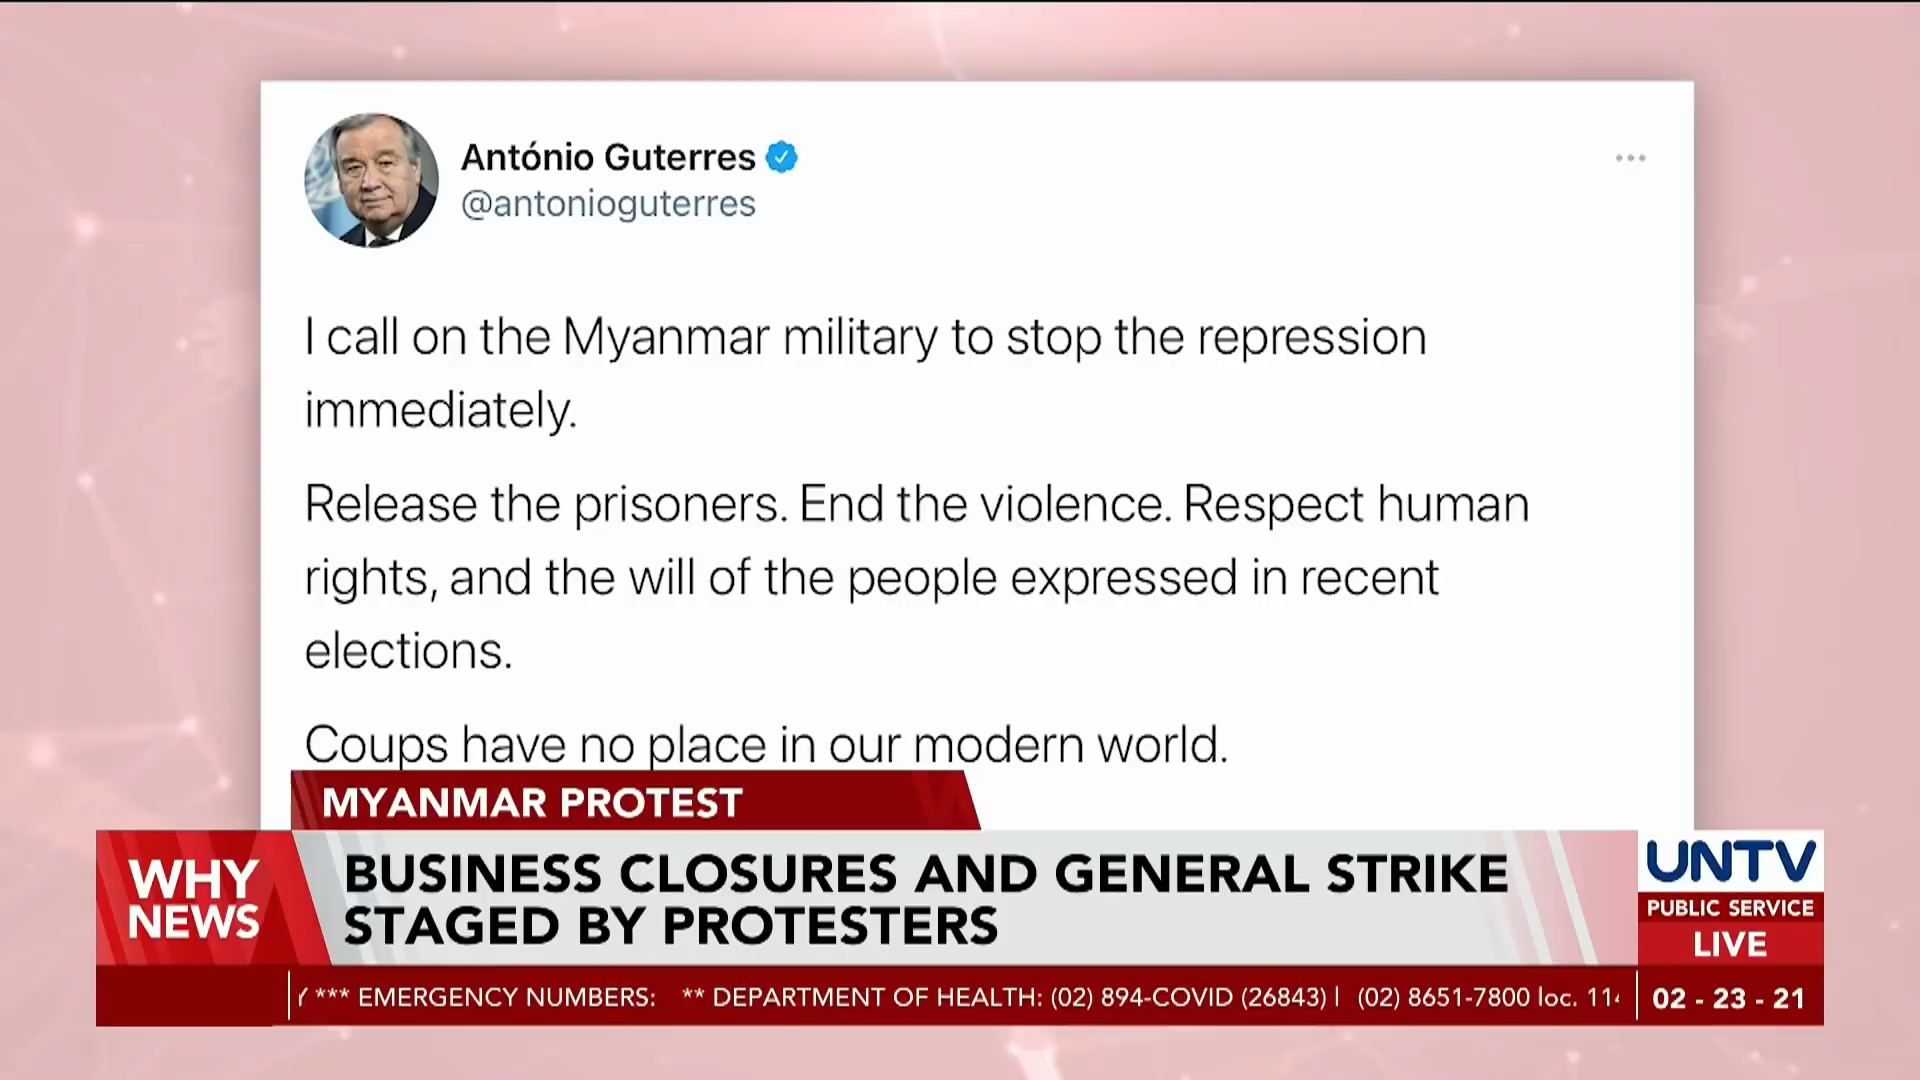 António Guterres
@antonioguterres
I call on the Myanmar military to stop the repression
immediately.
Release the prisoners. End the violence. Respect human
rights, and the will of the people expressed in recent
elections.
Coups have no place in our modern world.
MYANMAR PROTEST
WHY
NEWS
BUSINESS CLOSURES AND GENERAL STRIKE
STAGED BY PROTESTERS
UNTV
PUBLIC SERVICE
LIVE
*** EMERGENCY NUMBERS: ** DEPARTMENT OF HEALTH: (02) 894-COVID (26843) | (02) 8651-7800 loc. 11
02 - 23 - 21